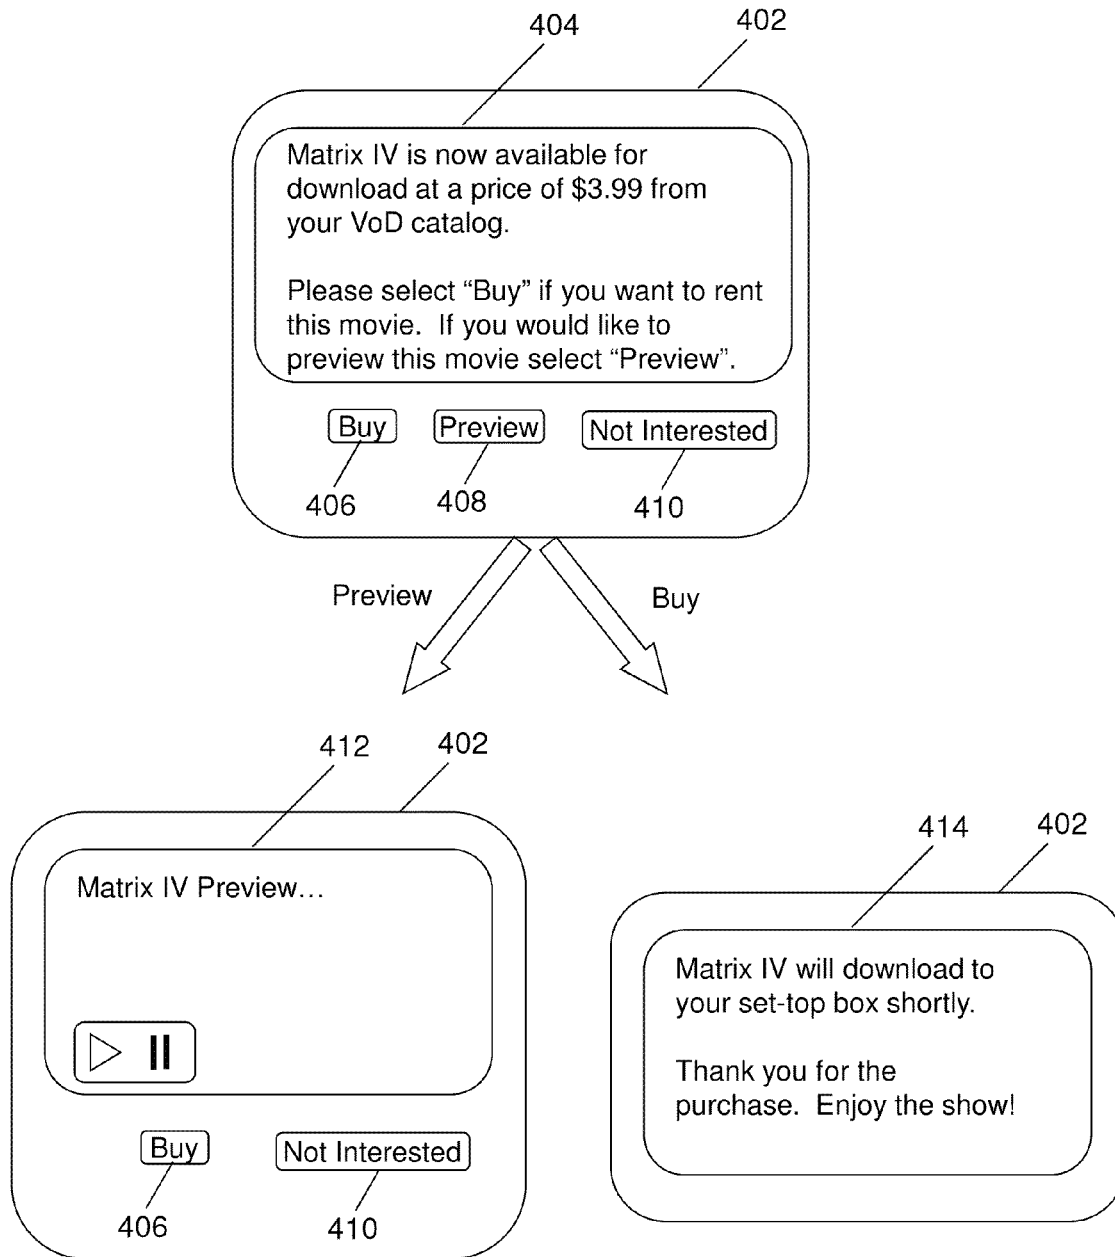 404
402
Matrix IV is now available for
download at a price of $3.99 from
your VoD catalog.
Please select “Buy” if you want to rent
this movie.  If you would like to
preview this movie select “Preview”.
Buy
Preview
Not Interested
406
408
410
Preview
Buy
412
402
Matrix IV Preview...
Buy
Not Interested
406
410
414
402
Matrix IV will download to
your set-top box shortly.
Thank you for the
purchase.  Enjoy the show!